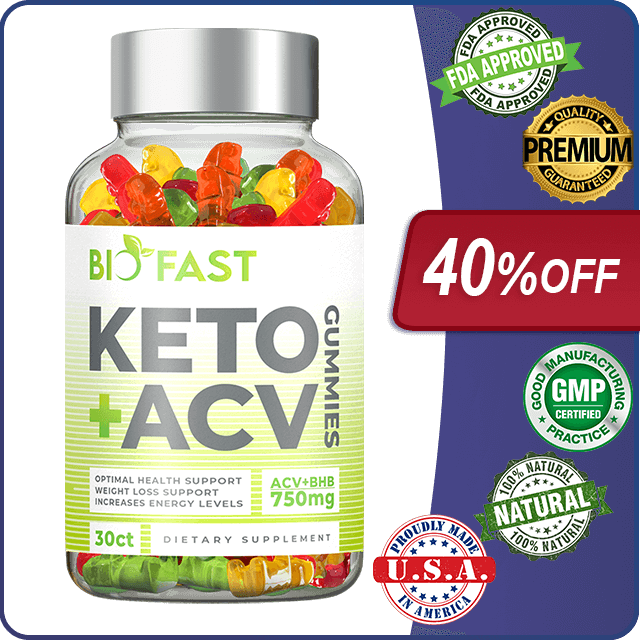 BIO FAST
KETO
+ACV
GUMMIES
OPTIMAL HEALTH SUPPORT
WEIGHT LOSS SUPPORT
INCREASES ENERGY LEVELS
ACV+BHB
750mg
30ct
DIETARY SUPPLEMENT
FDA APPROVED
FDA APPROVED
FDA APPROVED
QUALITY
PREMIUM
GUARANTEED
40%OFF
GOOD MANUFACTURING
GMP
CERTIFIED
PRACTICE
100% NATURAL
NATURAL
100% NATURAL
PROUDLY MADE
U.S.A.
IN AMERICA